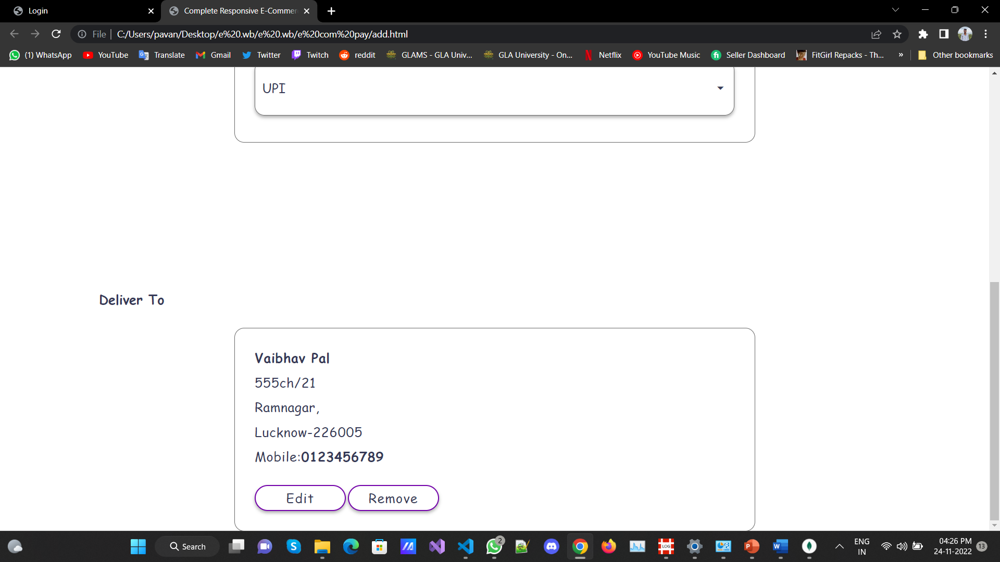 Login
Complete Responsive E-Commer
File
C:/Users/pavan/Desktop/e%20.wb/e%20.wb/e%20com%20pay/add.html
(1) WhatsApp YouTube Translate Gmail Twitter Twitch reddit GLAMS - GLA Univ... GLA University - On... Netflix YouTube Music Seller Dashboard FitGirl Repacks - Th... » Other bookmarks
UPI
Deliver To
Vaibhav Pal
555ch/21
Ramnagar,
Lucknow-226005
Mobile:0123456789
Edit Remove
Search
2
LOG
ENG
IN
04:26 PM
24-11-2022
13